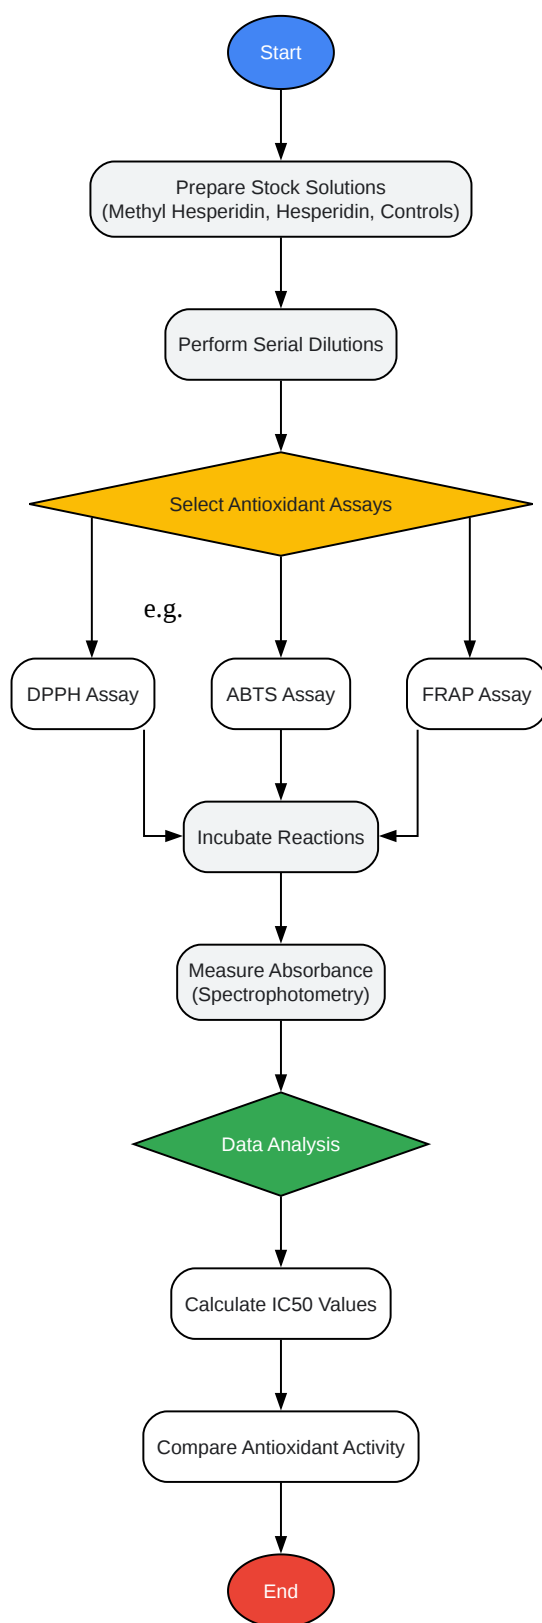 Start
Prepare Stock Solutions
(Methyl Hesperidin, Hesperidin, Controls)
Perform Serial Dilutions
Select Antioxidant Assays
e.g.
DPPH Assay
ABTS Assay
FRAP Assay
Incubate Reactions
Measure Absorbance
(Spectrophotometry)
Data Analysis
Calculate IC50 Values
Compare Antioxidant Activity
End